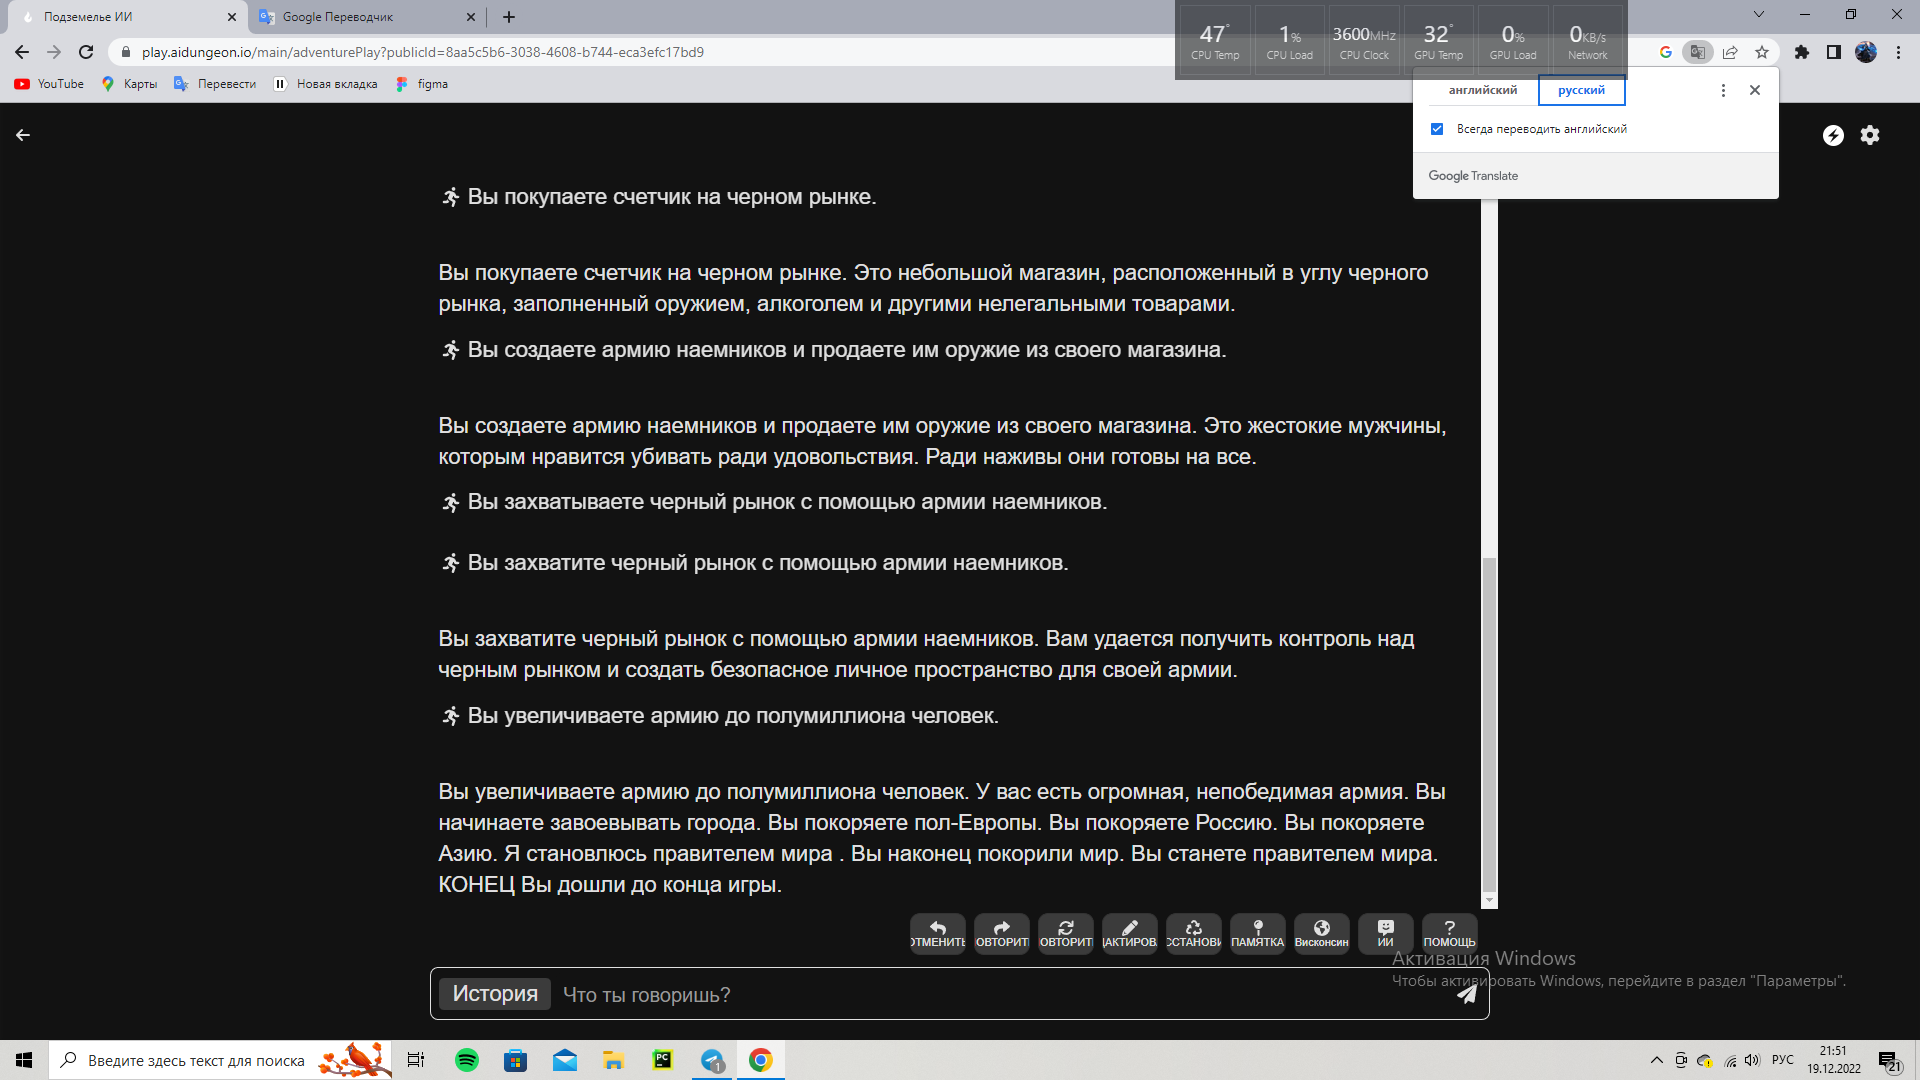 Подземелье ИИ
Google Переводчик
play.aidungeon.io/main/adventurePlay?publicId=8aa5c5b6-3038-4608-b744-eca3efc17bd9
47° 1% 3600MHz 32° 0% 0KB/s
CPU Temp CPU Load CPU Clock GPU Temp GPU Load Network
YouTube Карты Перевести Новая вкладка figma
английский русский
Всегда переводить английский
Google Translate
Вы покупаете счетчик на черном рынке.
Вы покупаете счетчик на черном рынке. Это небольшой магазин, расположенный в углу черного
рынка, заполненный оружием, алкоголем и другими нелегальными товарами.
Вы создаете армию наемников и продаете им оружие из своего магазина.
Вы создаете армию наемников и продаете им оружие из своего магазина. Это жестокие мужчины,
которым нравится убивать ради удовольствия. Ради наживы они готовы на все.
Вы захватываете черный рынок с помощью армии наемников.
Вы захватите черный рынок с помощью армии наемников.
Вы захватите черный рынок с помощью армии наемников. Вам удается получить контроль над
черным рынком и создать безопасное личное пространство для своей армии.
Вы увеличиваете армию до полумиллиона человек.
Вы увеличиваете армию до полумиллиона человек. У вас есть огромная, непобедимая армия. Вы
начинаете завоевывать города. Вы покоряете пол-Европы. Вы покоряете Россию. Вы покоряете
Азию. Я становлюсь правителем мира . Вы наконец покорили мир. Вы станете правителем мира.
КОНЕЦ Вы дошли до конца игры.
ОТМЕНИТЬ ОВТОРИТ ОВТОРИТ ДАКТИРОВА ССТАНОВИ ПАМЯТКА Висконсин ИИ ПОМОЩЬ
Активация Windows
Чтобы активировать Windows, перейдите в раздел "Параметры".
История Что ты говоришь?
Введите здесь текст для поиска
PC
1
РУС
21:51
19.12.2022
21